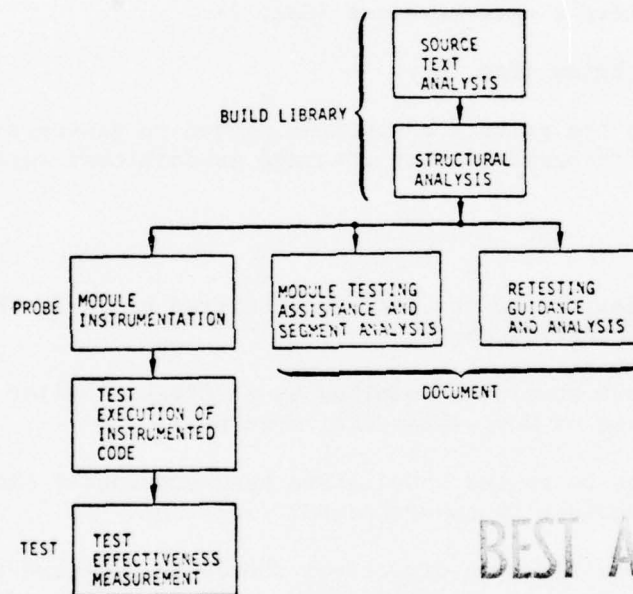 SOURCE
TEXT
ANALYSIS
BUILD LIBRARY
STRUCTURAL
ANALYSIS
PROBE
MODULE
INSTRUMENTATION
MODULE TESTING
ASSISTANCE AND
SEGMENT ANALYSIS
RETESTING
GUIDANCE
AND ANALYSIS
DOCUMENT
TEST
EXECUTION OF
INSTRUMENTED
CODE
TEST
TEST
EFFECTIVENESS
MEASUREMENT
BEST A